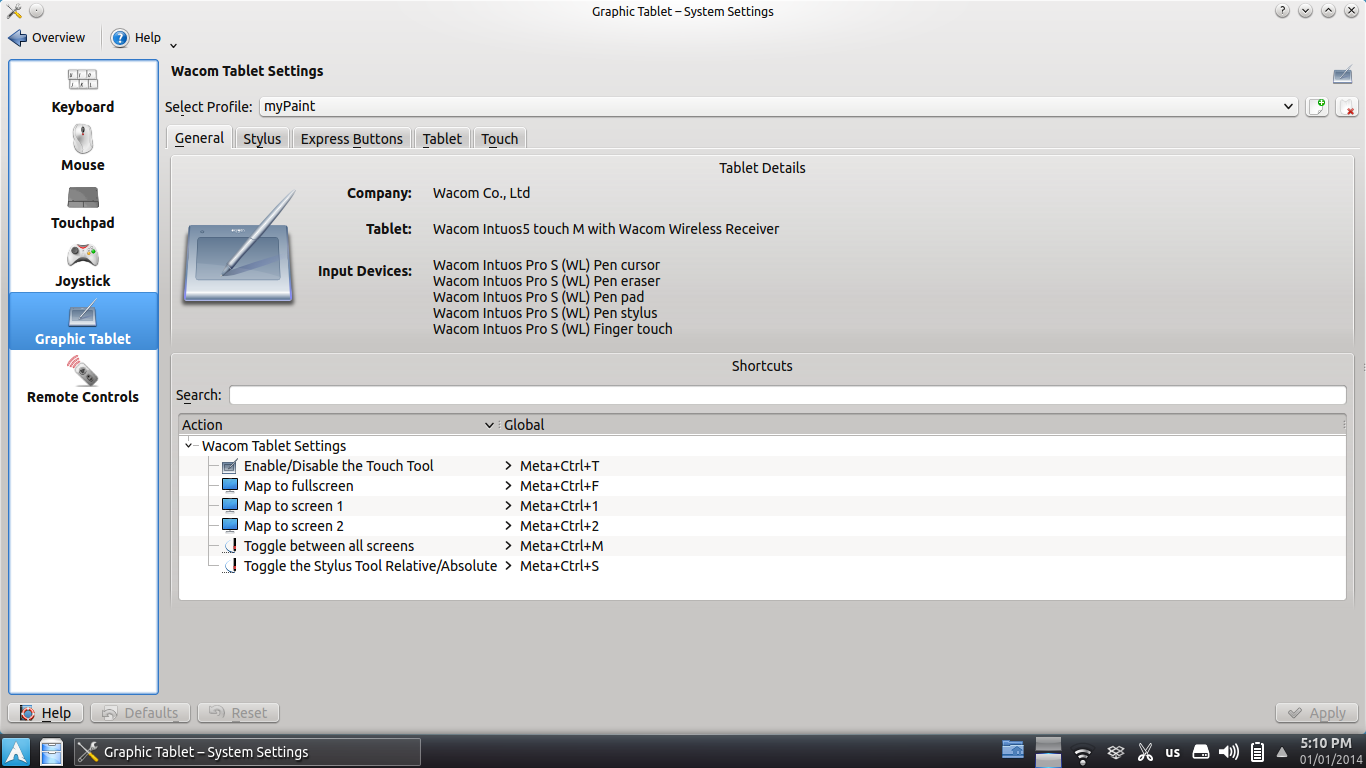 Graphic Tablet – System Settings
Overview
Help
Keyboard
Mouse
Touchpad
Joystick
Graphic Tablet
Remote Controls
Wacom Tablet Settings
Select Profile: myPaint
General Stylus Express Buttons Tablet Touch
Tablet Details
Company: Wacom Co., Ltd
Tablet: Wacom Intuos5 touch M with Wacom Wireless Receiver
Input Devices: Wacom Intuos Pro S (WL) Pen cursor
Wacom Intuos Pro S (WL) Pen eraser
Wacom Intuos Pro S (WL) Pen pad
Wacom Intuos Pro S (WL) Pen stylus
Wacom Intuos Pro S (WL) Finger touch
Shortcuts
Search:
Action Global
Wacom Tablet Settings
Enable/Disable the Touch Tool Meta+Ctrl+T
Map to fullscreen Meta+Ctrl+F
Map to screen 1 Meta+Ctrl+1
Map to screen 2 Meta+Ctrl+2
Toggle between all screens Meta+Ctrl+M
Toggle the Stylus Tool Relative/Absolute Meta+Ctrl+S
Help Defaults Reset Apply
Graphic Tablet – System Settings
us
5:10 PM
01/01/2014